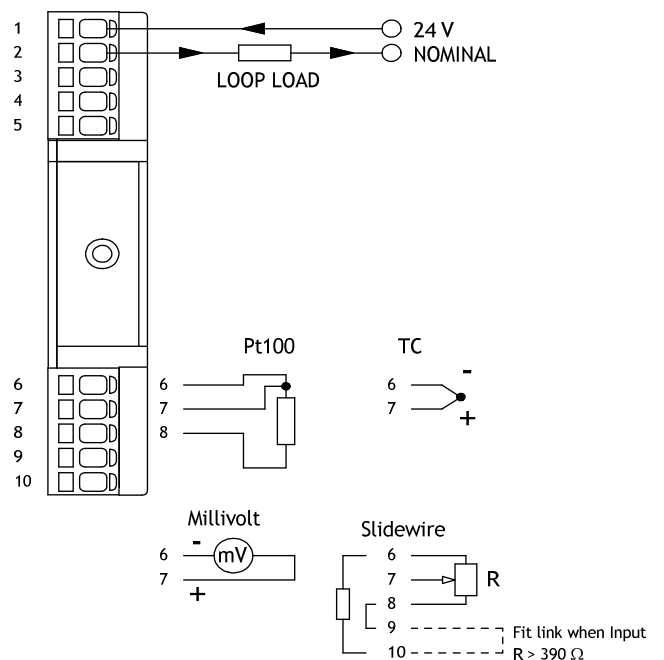 1
24 V
2
NOMINAL
3
LOOP LOAD
4
5
Pt100
TC
6
7
8
9
10
6
7
8
6
7
-
+
Millivolt
6
7
-
mV
+
Slidewire
6
7
R
8
9
10
Fit link when Input
R > 390 Ω